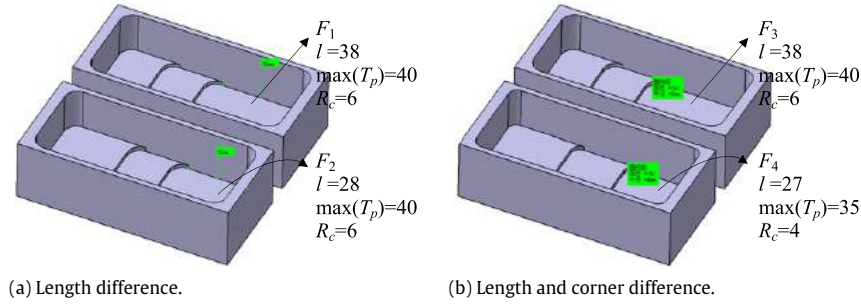 F1
l=38
max(Tp)=40
Rc=6
F2
l=28
max(Tp)=40
Rc=6
F3
l=38
max(Tp)=40
Rc=6
F4
l=27
max(Tp)=35
Rc=4
(a) Length difference.
(b) Length and corner difference.